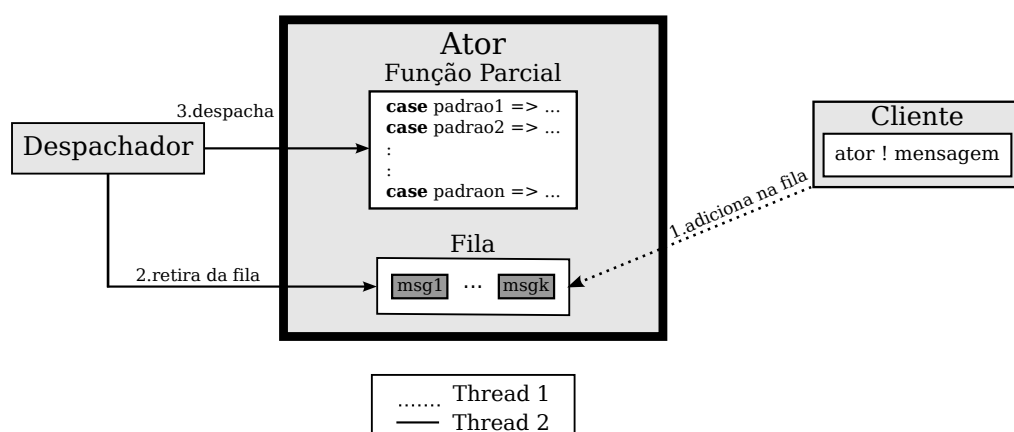 Ator
Função Parcial
case padrao1 => ...
case padrao2 => ...
:
:
case padraon => ...
3.despacha
Despachador
Cliente
ator ! mensagem
1.adiciona na fila
Fila
msg1 ... msgk
2.retira da fila
Thread 1
Thread 2